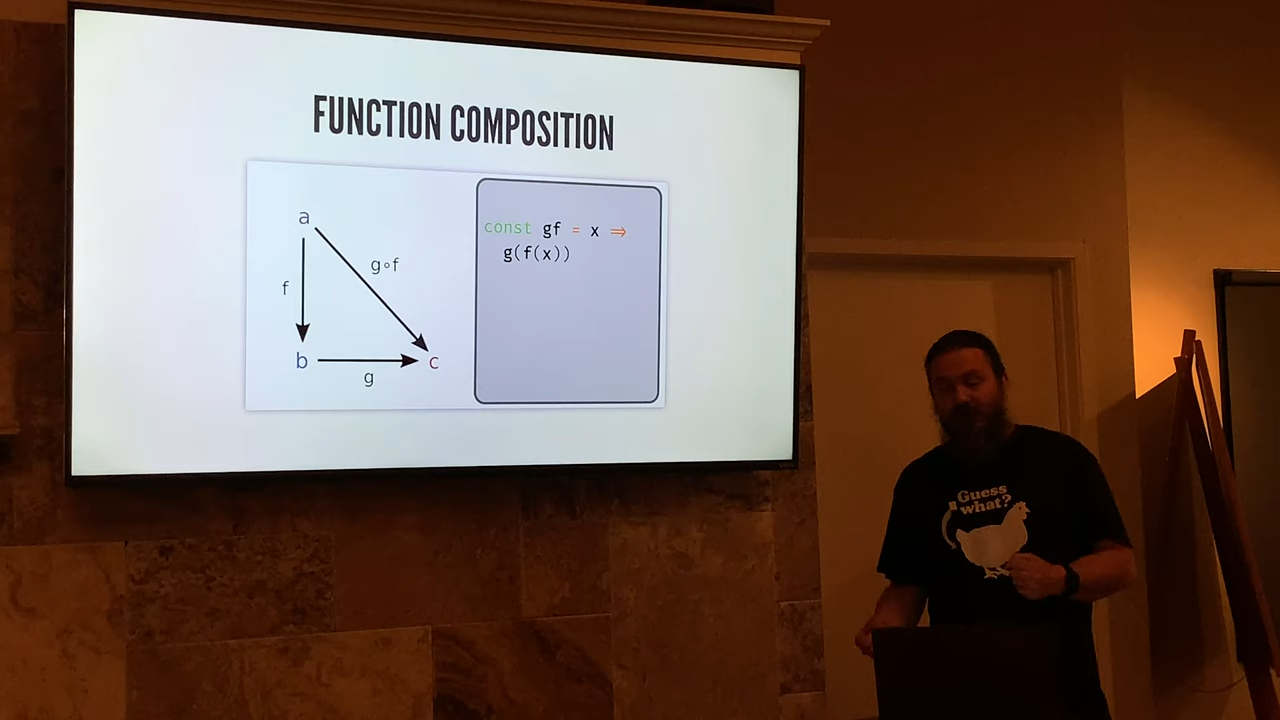 FUNCTION COMPOSITION
a
g∘f
f
b
c
g
const gf = x ⇒
g(f(x))
Guess
what?